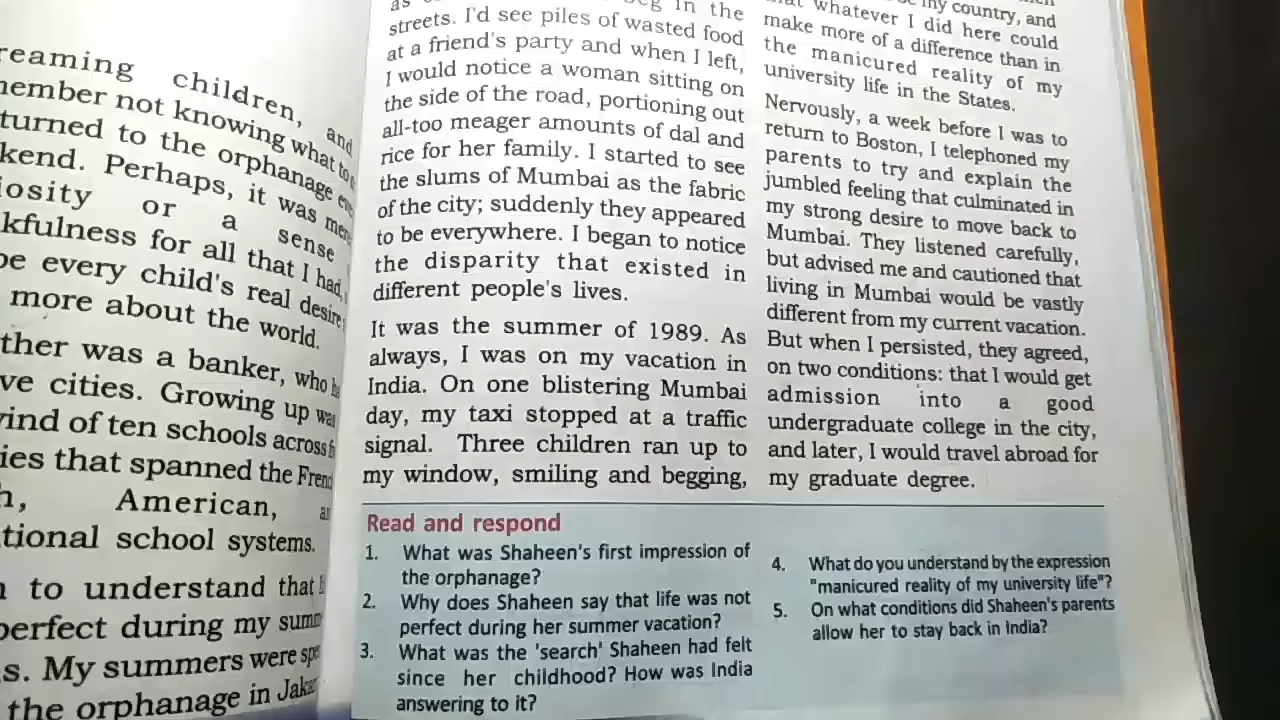 reaming children, and
member not knowing what to
turned to the orphanage
kend. Perhaps, it was
iosity or a sense
kfulness for all that I had,
be every child's real desire
more about the world.
ther was a banker, who
ve cities. Growing up
ind of ten schools across
ies that spanned the
h, American,
tional school systems.
to understand that
perfect during my
s. My summers were
the orphanage in
as in the
streets. I'd see piles of wasted food
at a friend's party and when I left,
I would notice a woman sitting on
the side of the road, portioning out
all-too meager amounts of dal and
rice for her family. I started to see
the slums of Mumbai as the fabric
of the city; suddenly they appeared
to be everywhere. I began to notice
the disparity that existed in
different people's lives.
It was the summer of 1989. As
always, I was on my vacation in
India. On one blistering Mumbai
day, my taxi stopped at a traffic
signal. Three children ran up to
my window, smiling and begging,
my country, and
whatever I did here could
make more of a difference than in
the manicured reality of my
university life in the States.
Nervously, a week before I was to
return to Boston, I telephoned my
parents to try and explain the
jumbled feeling that culminated in
my strong desire to move back to
Mumbai. They listened carefully,
but advised me and cautioned that
living in Mumbai would be vastly
different from my current vacation.
But when I persisted, they agreed,
on two conditions: that I would get
admission into a good
undergraduate college in the city,
and later, I would travel abroad for
my graduate degree.
Read and respond
1. What was Shaheen's first impression of
the orphanage?
2. Why does Shaheen say that life was not
perfect during her summer vacation?
3. What was the 'search' Shaheen had felt
since her childhood? How was India
answering to it?
4. What do you understand by the expression
"manicured reality of my university life"?
5. On what conditions did Shaheen's parents
allow her to stay back in India?